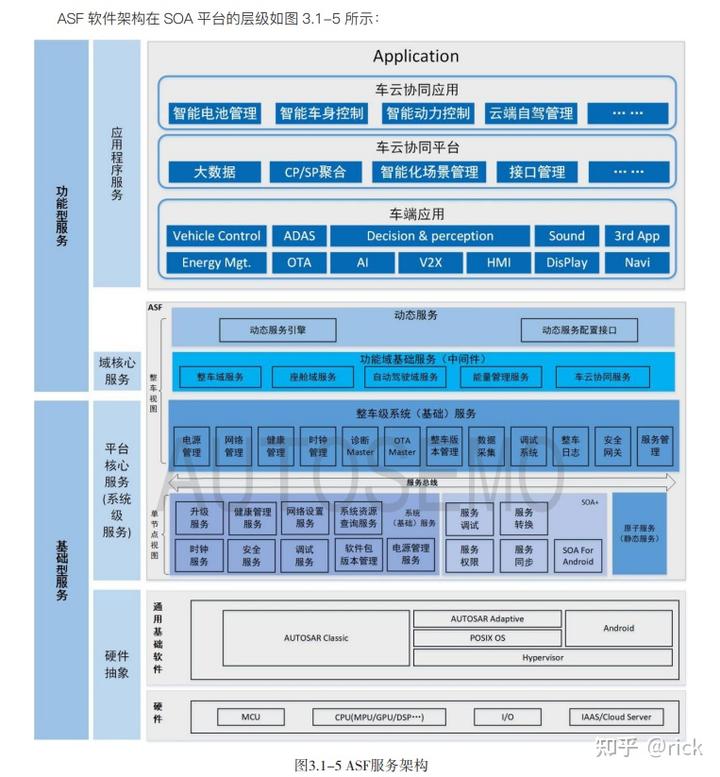 ASF 软件架构在 SOA 平台的层级如图 3.1-5 所示：
功能型服务
应用程序服务
Application
车云协同应用
智能电池管理 智能车身控制 智能动力控制 云端自驾管理 … …
车云协同平台
大数据 CP/SP聚合 智能化场景管理 接口管理 … …
车端应用
Vehicle Control ADAS Decision & perception Sound 3rd App
Energy Mgt. OTA AI V2X HMI DisPlay Navi
ASF
整车视图
动态服务
动态服务引擎 动态服务配置接口
域核心
服务
功能域基础服务（中间件）
整车域服务 座舱域服务 自动驾驶域服务 能量管理服务 车云协同服务
基础型服务
平台
核心
服务
(系统
级
服务)
整车级系统（基础）服务
电源 网络 健康 时钟 诊断 OTA 整车版 数据 调试 整车 安全 服务管
管理 管理 管理 管理 Master Master 本管理 采集 系统 日志 网关 理
AUTOSEMO
服务总线
单节点视图
升级 健康管理 网络设置 系统资源 系统
服务 服务 服务 查询服务 （基础）服务
时钟 安全 调试 软件包 电源管理
服务 服务 服务 版本管理 服务
SOA+
服务 服务
调试 转换
服务 服务 SOA For
权限 同步 Android
原子服务
(静态服务)
硬件
抽象
通用基础软件
AUTOSAR Classic
AUTOSAR Adaptive
POSIX OS
Android
Hypervisor
硬件
MCU CPU(MPU/GPU/DSP…) I/O IAAS/Cloud Server
知乎 @rick
图3.1-5 ASF服务架构